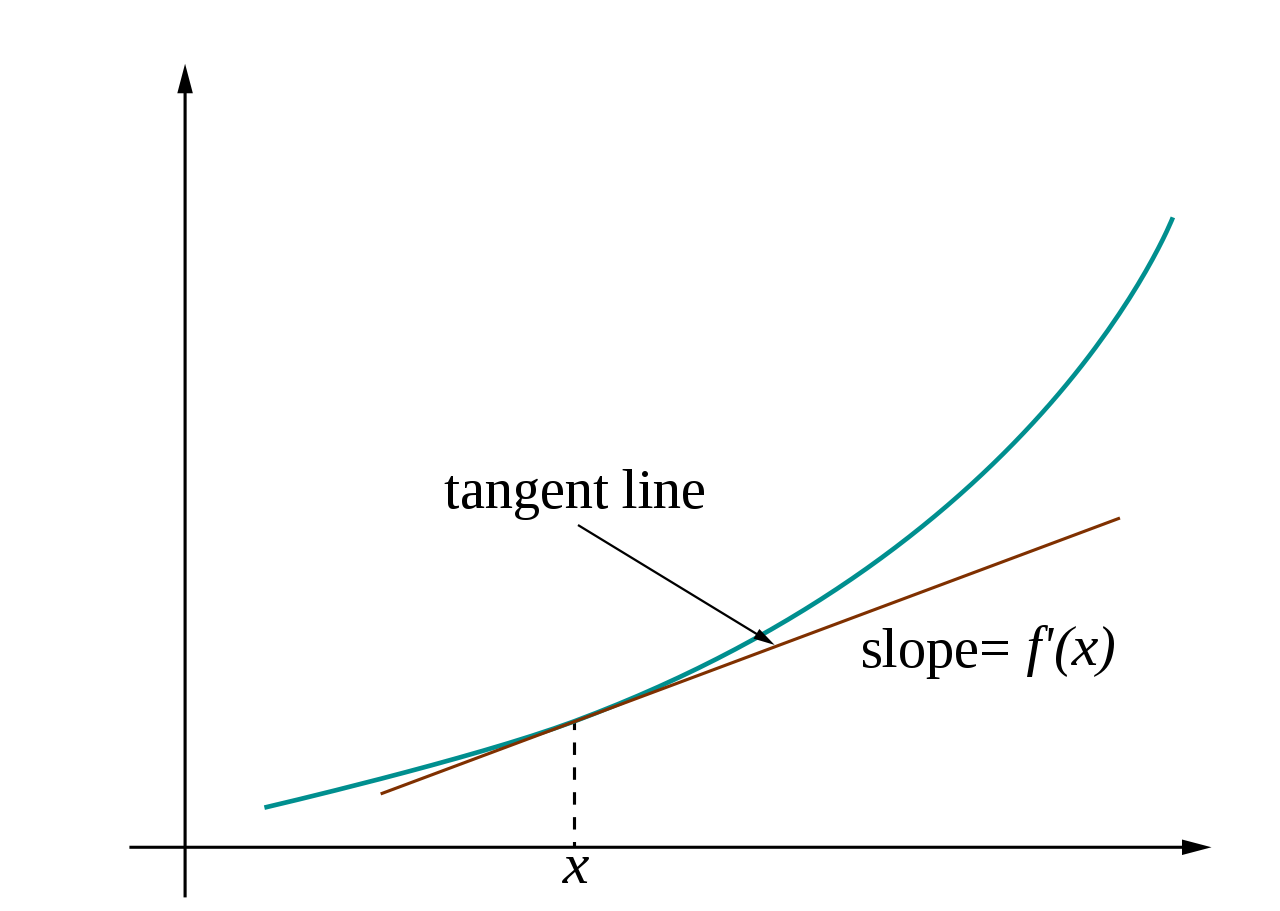 tangent line
slope= f'(x)
x